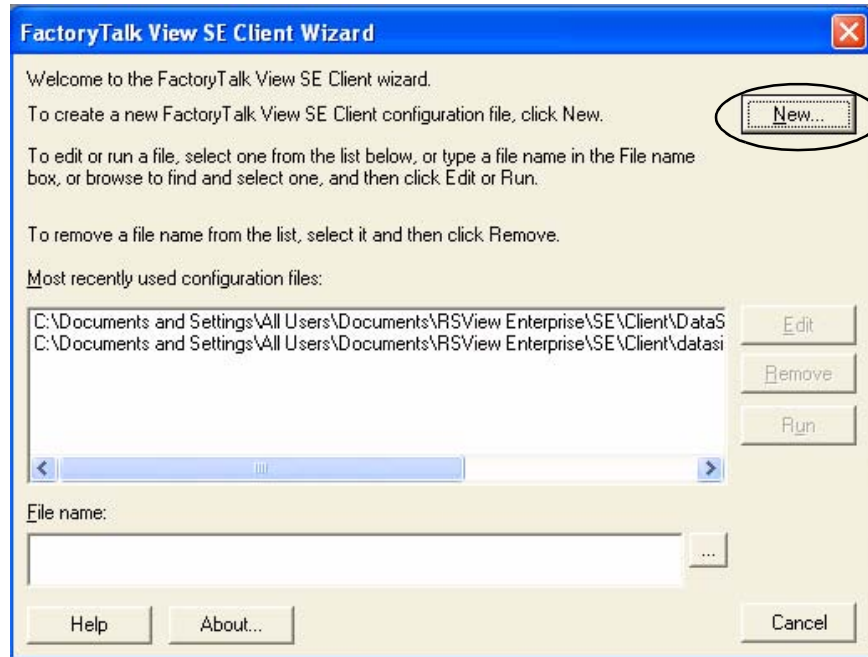 FactoryTalk View SE Client Wizard
Welcome to the FactoryTalk View SE Client wizard.
To create a new FactoryTalk View SE Client configuration file, click New.
New...
To edit or run a file, select one from the list below, or type a file name in the File name
box, or browse to find and select one, and then click Edit or Run.
To remove a file name from the list, select it and then click Remove.
Most recently used configuration files:
C:\Documents and Settings\All Users\Documents\RSView Enterprise\SE\Client\DataS
C:\Documents and Settings\All Users\Documents\RSView Enterprise\SE\Client\datasi
Edit
Remove
Run
File name:
...
Help
About...
Cancel